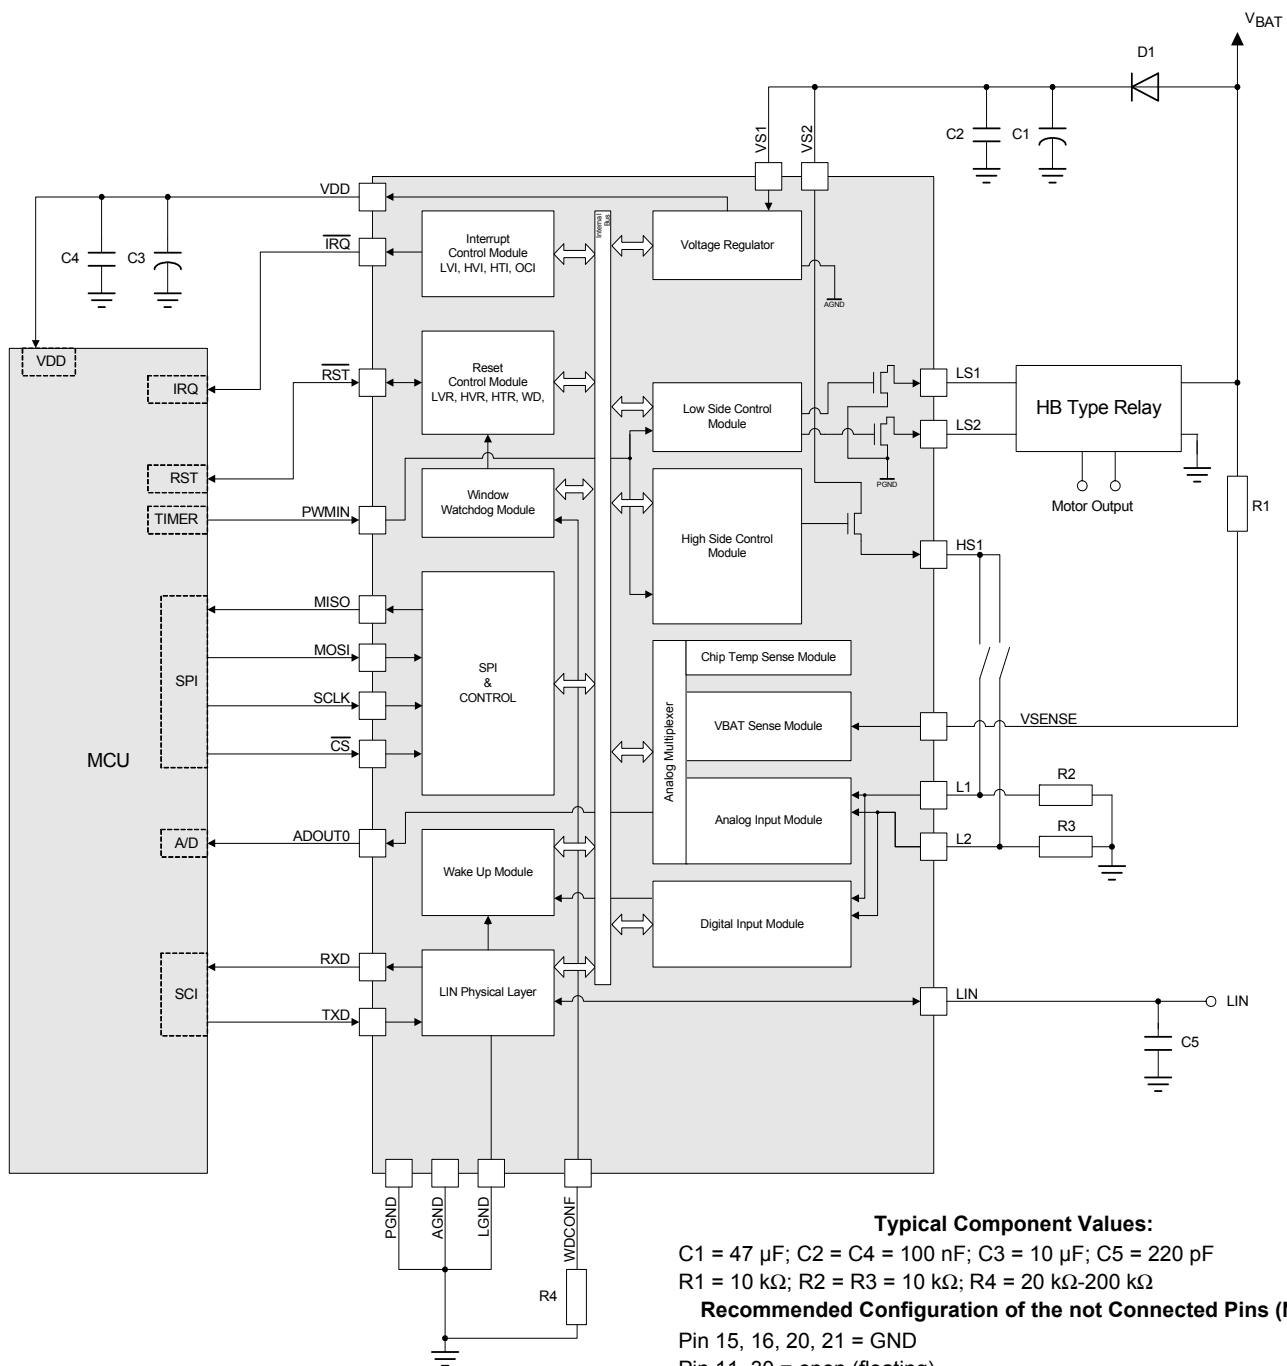 VBAT
D1
C2
C1
VS1
VS2
VDD
C4
C3
IRQ
Interrupt
Control Module
LVI, HVI, HTI, OCI
Internal
Bus
Voltage Regulator
AGND
VDD
IRQ
RST
Reset
Control Module
LVR, HVR, HTR, WD,
Low Side Control
Module
LS1
LS2
HB Type Relay
PGND
Motor Output
R1
RST
TIMER
PWMIN
Window
Watchdog Module
High Side Control
Module
HS1
MISO
MOSI
SCLK
CS
SPI
SPI
&
CONTROL
MCU
Analog Multiplexer
Chip Temp Sense Module
VBAT Sense Module
VSENSE
Analog Input Module
L1
R2
L2
R3
A/D
ADOUT0
Wake Up Module
Digital Input Module
SCI
RXD
TXD
LIN Physical Layer
LIN
LIN
C5
PGND
AGND
LGND
WDCONF
R4
Typical Component Values:
C1 = 47 µF; C2 = C4 = 100 nF; C3 = 10 µF; C5 = 220 pF
R1 = 10 kΩ; R2 = R3 = 10 kΩ; R4 = 20 kΩ-200 kΩ
Recommended Configuration of the not Connected Pins (
Pin 15, 16, 20, 21 = GND
Pin 11, 30 = open (floating)